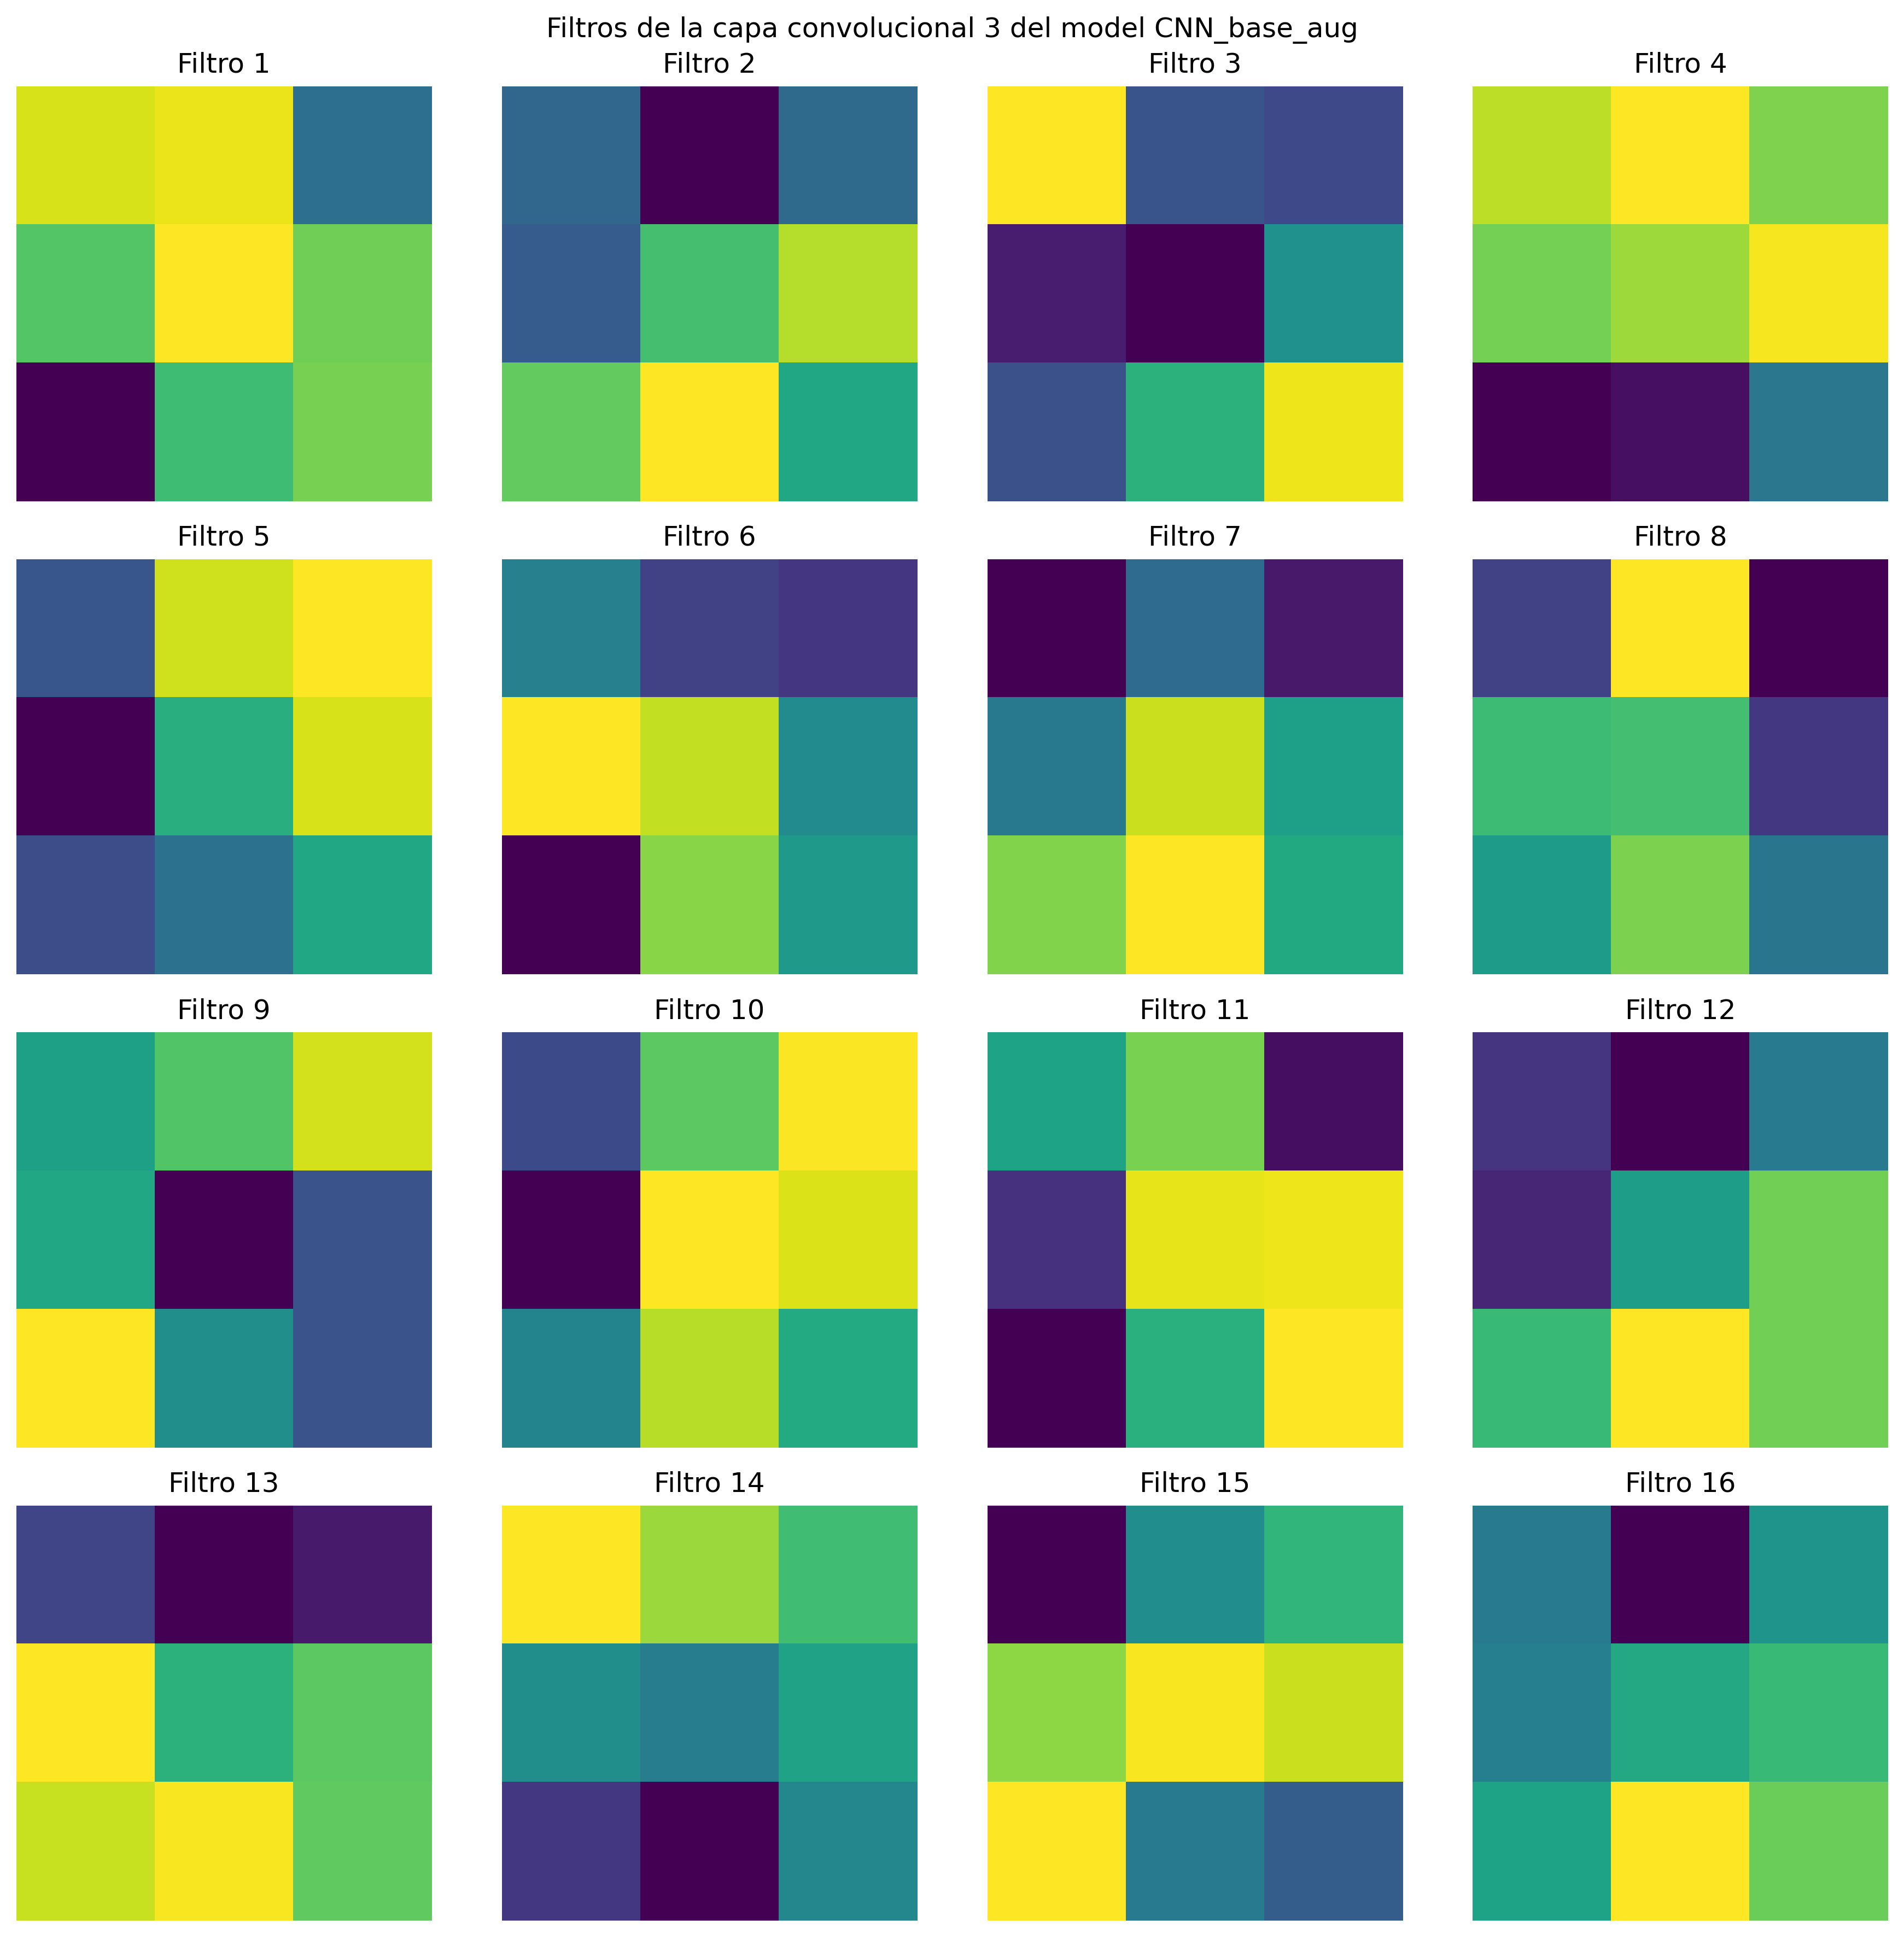 Filtros de la capa convolucional 3 del model CNN_base_aug
Filtro 1
Filtro 2
Filtro 3
Filtro 4
Filtro 5
Filtro 6
Filtro 7
Filtro 8
Filtro 9
Filtro 10
Filtro 11
Filtro 12
Filtro 13
Filtro 14
Filtro 15
Filtro 16